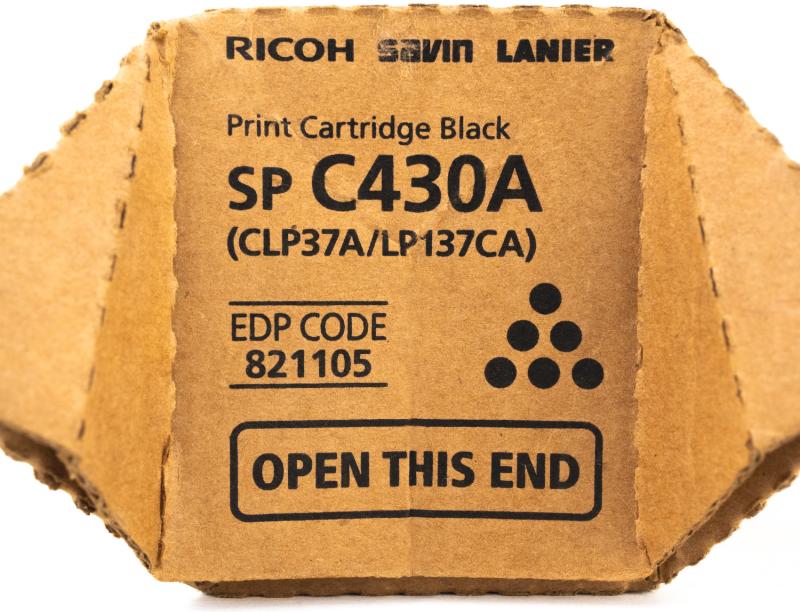 RICOH savin LANIER
Print Cartridge Black
SP C430A
(CLP37A/LP137CA)
EDP CODE
821105
OPEN THIS END